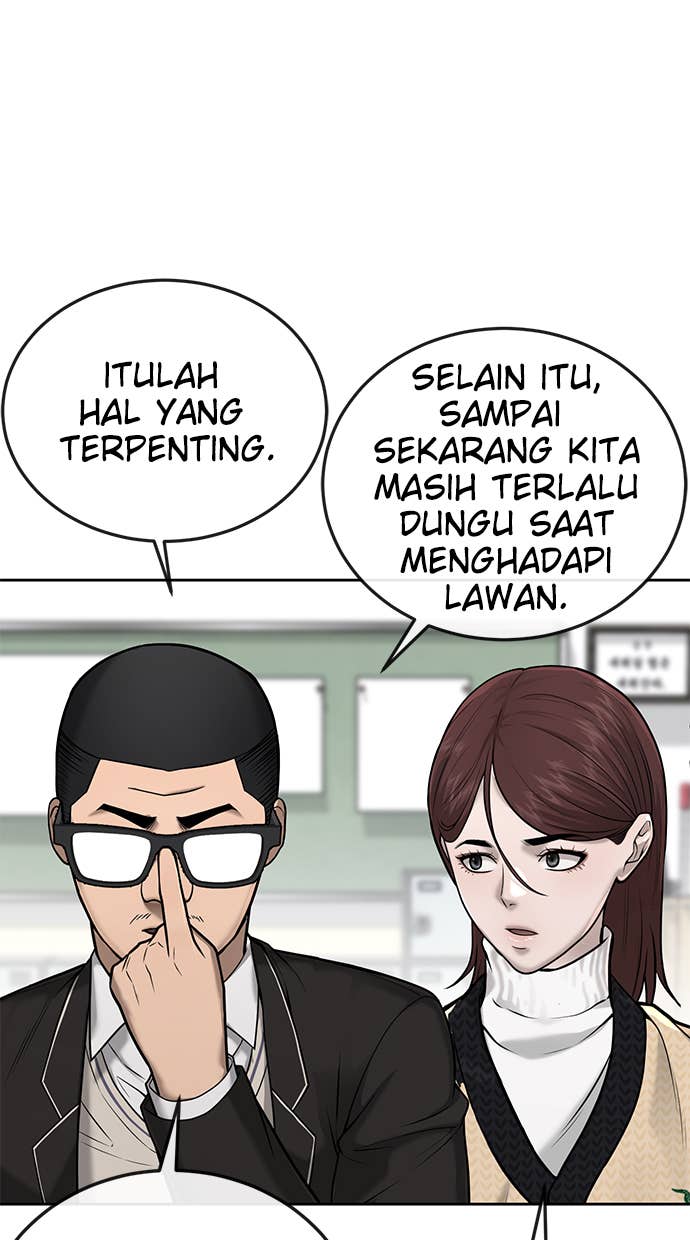 ITULAH
HAL YANG
TERPENTING.
SELAIN ITU,
SAMPAI
SEKARANG KITA
MASIH TERLALU
DUNGU SAAT
MENGHADAPI
LAWAN.